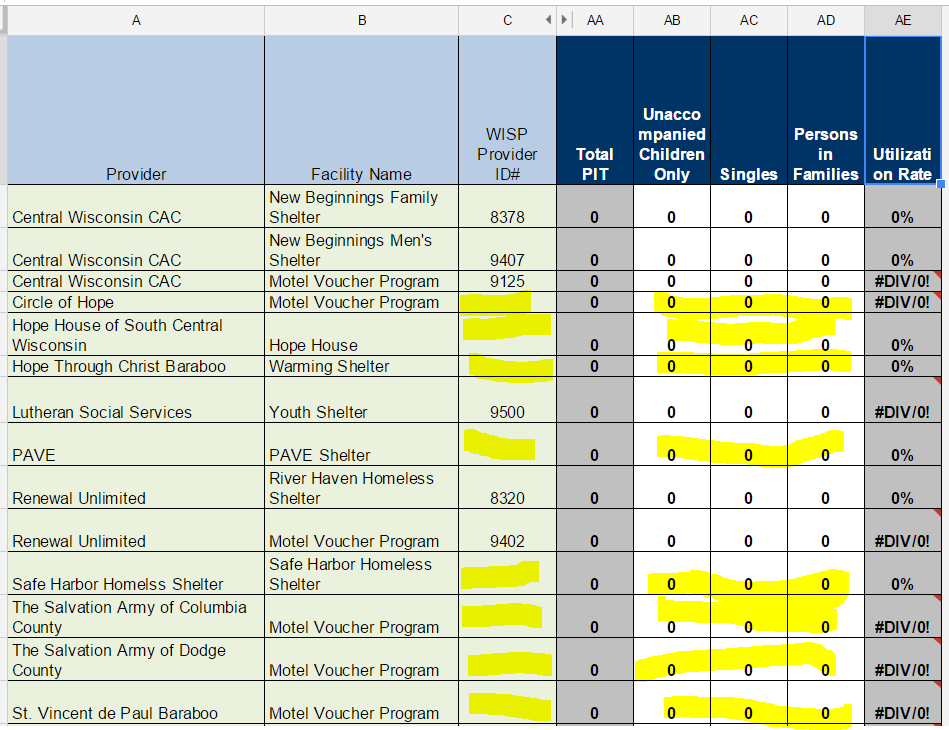 A B C AA AB AC AD AE
Provider Facility Name WISP Provider ID# Total PIT Unacco mpanied Children Only Singles Persons in Families Utilizati on Rate
Central Wisconsin CAC New Beginnings Family Shelter 8378 0 0 0 0 0%
Central Wisconsin CAC New Beginnings Men's Shelter 9407 0 0 0 0 0%
Central Wisconsin CAC Motel Voucher Program 9125 0 0 0 0 #DIV/0!
Circle of Hope Motel Voucher Program 0 0 0 0 #DIV/0!
Hope House of South Central Wisconsin Hope House 0 0 0 0 0%
Hope Through Christ Baraboo Warming Shelter 0 0 0 0 0%
Lutheran Social Services Youth Shelter 9500 0 0 0 0 #DIV/0!
PAVE PAVE Shelter 0 0 0 0 0%
Renewal Unlimited River Haven Homeless Shelter 8320 0 0 0 0 0%
Renewal Unlimited Motel Voucher Program 9402 0 0 0 0 #DIV/0!
Safe Harbor Homelss Shelter Safe Harbor Homeless Shelter 0 0 0 0 0%
The Salvation Army of Columbia County Motel Voucher Program 0 0 0 0 #DIV/0!
The Salvation Army of Dodge County Motel Voucher Program 0 0 0 0 #DIV/0!
St. Vincent de Paul Baraboo Motel Voucher Program 0 0 0 0 #DIV/0!